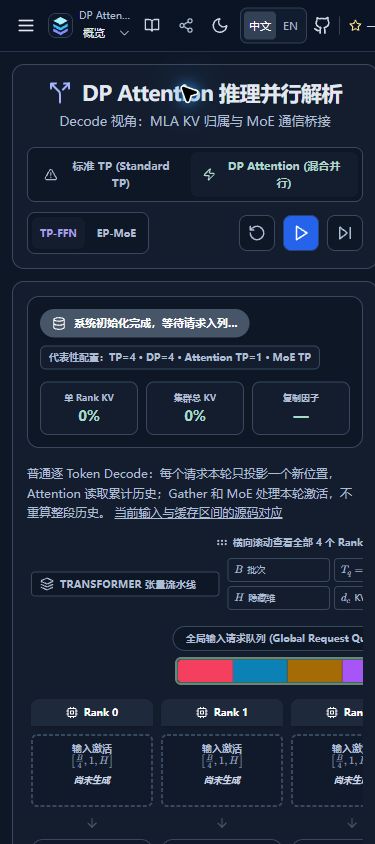 DP Atten...
概览
中文 EN
DP Attention 推理并行解析
Decode 视角：MLA KV 归属与 MoE 通信桥接
标准 TP (Standard
TP)
DP Attention (混合并
行)
TP-FFN EP-MoE
系统初始化完成，等待请求入列...
代表性配置：TP=4 • DP=4 • Attention TP=1 • MoE TP
单 Rank KV
0%
集群总 KV
0%
复制因子
—
普通逐 Token Decode：每个请求本轮只投影一个新位置，
Attention 读取累计历史；Gather 和 MoE 处理本轮激活，不
重算整段历史。 当前输入与缓存区间的源码对应
横向滚动查看全部 4 个 Rank
TRANSFORMER 张量流水线
B 批次
T_q =
H 隐藏维
d_c KV
全局输入请求队列 (Global Request Qu
Rank 0
Rank 1
Ran
输入激活
[B/4, 1, H]
尚未生成
输入激活
[B/4, 1, H]
尚未生成
输入激
[B/4, 1, H]
尚未生